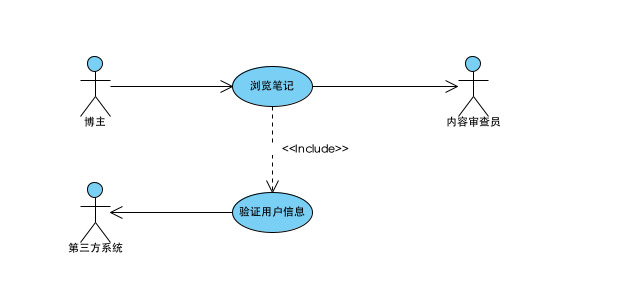 浏览笔记
博主
内容审查员
<<Include>>
验证用户信息
第三方系统